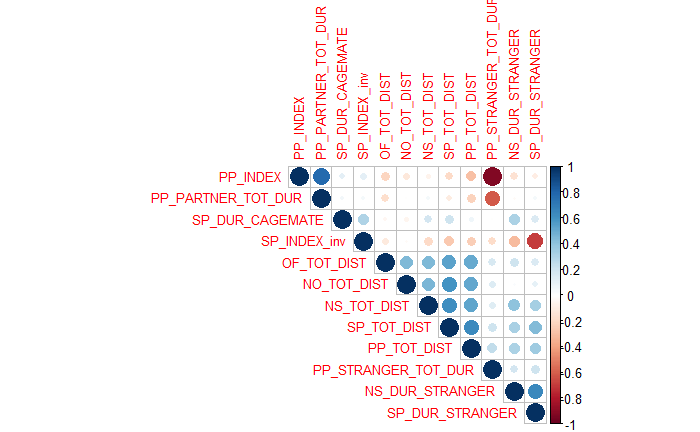 PP_INDEX
PP_PARTNER_TOT_DUR
SP_DUR_CAGEMATE
SP_INDEX_inv
OF_TOT_DIST
NO_TOT_DIST
NS_TOT_DIST
SP_TOT_DIST
PP_TOT_DIST
PP_STRANGER_TOT_DUR
NS_DUR_STRANGER
SP_DUR_STRANGER
PP_INDEX
PP_PARTNER_TOT_DUR
SP_DUR_CAGEMATE
SP_INDEX_inv
OF_TOT_DIST
NO_TOT_DIST
NS_TOT_DIST
SP_TOT_DIST
PP_TOT_DIST
PP_STRANGER_TOT_DUR
NS_DUR_STRANGER
SP_DUR_STRANGER
1
0.8
0.6
0.4
0.2
0
-0.2
-0.4
-0.6
-0.8
-1